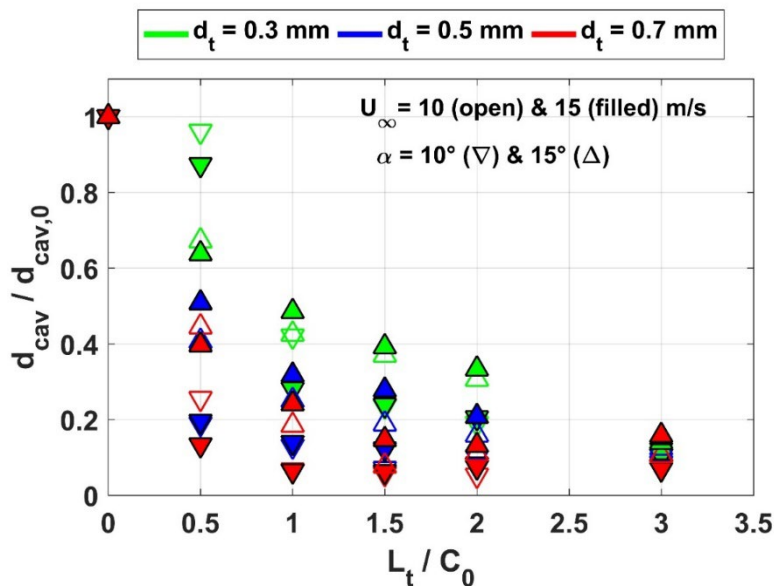 d_t = 0.3 mm d_t = 0.5 mm d_t = 0.7 mm
U_∞ = 10 (open) & 15 (filled) m/s
α = 10° (▽) & 15° (△)
d_cav / d_cav,0
1
0.8
0.6
0.4
0.2
0
0 0.5 1 1.5 2 2.5 3 3.5
L_t / C_0